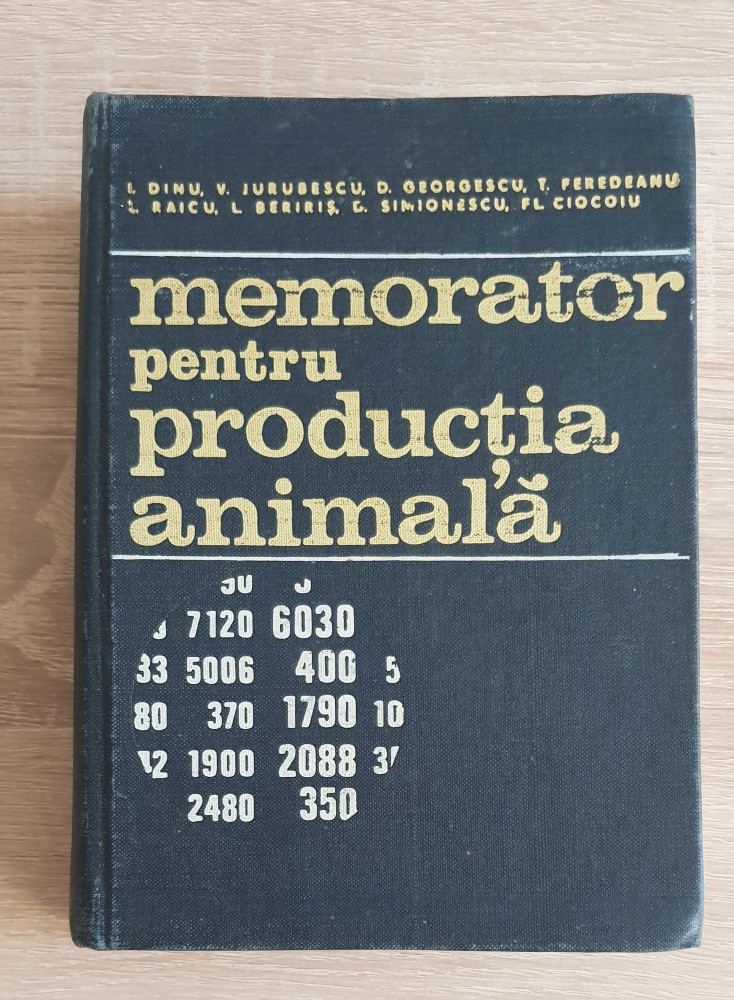 I. DINU, V. JURUBESCU, D. GEORGESCU, T. FEREDEANU
RAICU, L. BERIRIȘ, SIMIONESCU, FL CIOCOIU
memorator
pentru
producția
animală
7120 6030
33 5006 400 5
80 370 1790 10
1900 2088
2480 350